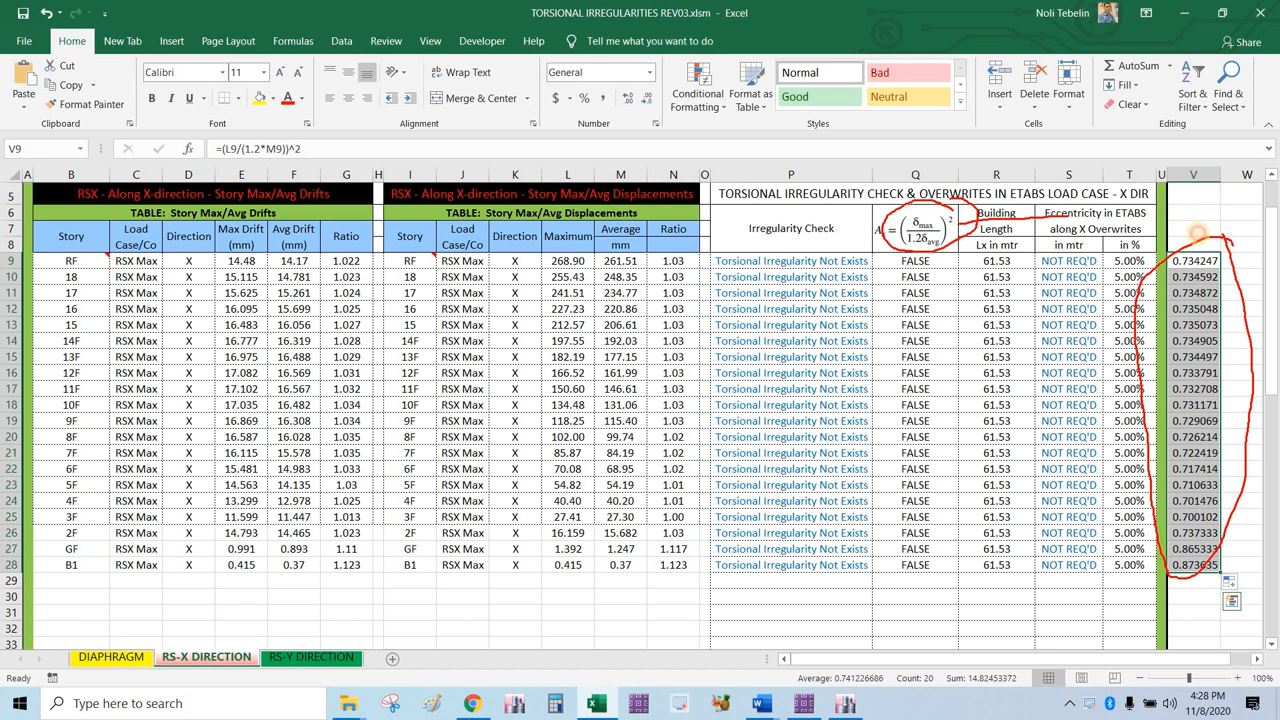 TORSIONAL IRREGULARITIES REV03.xlsm - Excel
Noli Tebelin
File Home New Tab Insert Page Layout Formulas Data Review View Developer Help Tell me what you want to do Share
Cut
Copy
Format Painter
Paste
Calibri 11
B I U
Wrap Text
Merge & Center
General
$ % ,
Conditional Formatting
Format as Table
Normal Bad
Good Neutral
Insert Delete Format
AutoSum
Fill
Clear
Sort & Filter
Find & Select
Clipboard Font Alignment Number Styles Cells Editing
V9 =(L9/(1.2*M9))^2
A B C D E F G H I J K L M N O P Q R S T U V W
5 RSX - Along X-direction - Story Max/Avg Drifts RSX - Along X-direction - Story Max/Avg Displacements TORSIONAL IRREGULARITY CHECK & OVERWRITES IN ETABS LOAD CASE - X DIR
6 TABLE: Story Max/Avg Drifts TABLE: Story Max/Avg Displacements
7 Story Load Direction Max Drift Avg Drift Ratio Story Load Direction Maximum Average Ratio Irregularity Check A = (δmax/1.2δavg)² Building Length Eccentricity in ETABS along X Overwrites
8 Case/Co (mm) (mm) Case/Co mm Lx in mtr in mtr in %
9 RF RSX Max X 14.48 14.17 1.022 RF RSX Max X 268.90 261.51 1.03 Torsional Irregularity Not Exists FALSE 61.53 NOT REQ'D 5.00% 0.734247
10 18 RSX Max X 15.115 14.781 1.023 18 RSX Max X 255.43 248.35 1.03 Torsional Irregularity Not Exists FALSE 61.53 NOT REQ'D 5.00% 0.734592
11 17 RSX Max X 15.625 15.261 1.024 17 RSX Max X 241.51 234.77 1.03 Torsional Irregularity Not Exists FALSE 61.53 NOT REQ'D 5.00% 0.734872
12 16 RSX Max X 16.095 15.699 1.025 16 RSX Max X 227.23 220.86 1.03 Torsional Irregularity Not Exists FALSE 61.53 NOT REQ'D 5.00% 0.735048
13 15 RSX Max X 16.483 16.056 1.027 15 RSX Max X 212.57 206.61 1.03 Torsional Irregularity Not Exists FALSE 61.53 NOT REQ'D 5.00% 0.735073
14 14F RSX Max X 16.777 16.319 1.028 14F RSX Max X 197.55 192.03 1.03 Torsional Irregularity Not Exists FALSE 61.53 NOT REQ'D 5.00% 0.734905
15 13F RSX Max X 16.975 16.488 1.029 13F RSX Max X 182.19 177.15 1.03 Torsional Irregularity Not Exists FALSE 61.53 NOT REQ'D 5.00% 0.734497
16 12F RSX Max X 17.082 16.569 1.031 12F RSX Max X 166.52 161.99 1.03 Torsional Irregularity Not Exists FALSE 61.53 NOT REQ'D 5.00% 0.733791
17 11F RSX Max X 17.102 16.567 1.032 11F RSX Max X 150.60 146.61 1.03 Torsional Irregularity Not Exists FALSE 61.53 NOT REQ'D 5.00% 0.732708
18 10F RSX Max X 17.035 16.482 1.034 10F RSX Max X 134.48 131.06 1.03 Torsional Irregularity Not Exists FALSE 61.53 NOT REQ'D 5.00% 0.731171
19 9F RSX Max X 16.869 16.308 1.034 9F RSX Max X 118.25 115.40 1.03 Torsional Irregularity Not Exists FALSE 61.53 NOT REQ'D 5.00% 0.729069
20 8F RSX Max X 16.587 16.028 1.035 8F RSX Max X 102.00 99.74 1.02 Torsional Irregularity Not Exists FALSE 61.53 NOT REQ'D 5.00% 0.726214
21 7F RSX Max X 16.115 15.578 1.035 7F RSX Max X 85.87 84.19 1.02 Torsional Irregularity Not Exists FALSE 61.53 NOT REQ'D 5.00% 0.722419
22 6F RSX Max X 15.481 14.983 1.033 6F RSX Max X 70.08 68.95 1.02 Torsional Irregularity Not Exists FALSE 61.53 NOT REQ'D 5.00% 0.717414
23 5F RSX Max X 14.563 14.135 1.03 5F RSX Max X 54.82 54.19 1.01 Torsional Irregularity Not Exists FALSE 61.53 NOT REQ'D 5.00% 0.710633
24 4F RSX Max X 13.299 12.978 1.025 4F RSX Max X 40.40 40.20 1.01 Torsional Irregularity Not Exists FALSE 61.53 NOT REQ'D 5.00% 0.701476
25 3F RSX Max X 11.599 11.447 1.013 3F RSX Max X 27.41 27.30 1.00 Torsional Irregularity Not Exists FALSE 61.53 NOT REQ'D 5.00% 0.700102
26 2F RSX Max X 14.793 14.465 1.023 2F RSX Max X 16.159 15.682 1.03 Torsional Irregularity Not Exists FALSE 61.53 NOT REQ'D 5.00% 0.737333
27 GF RSX Max X 0.991 0.893 1.11 GF RSX Max X 1.392 1.247 1.117 Torsional Irregularity Not Exists FALSE 61.53 NOT REQ'D 5.00% 0.865333
28 B1 RSX Max X 0.415 0.37 1.123 B1 RSX Max X 0.415 0.37 1.123 Torsional Irregularity Not Exists FALSE 61.53 NOT REQ'D 5.00% 0.873635
29
30
31
32
33
DIAPHRAGM RS-X DIRECTION RS-Y DIRECTION
Ready Average: 0.741226686 Count: 20 Sum: 14.82453372 100%
Type here to search
4:28 PM
11/8/2020